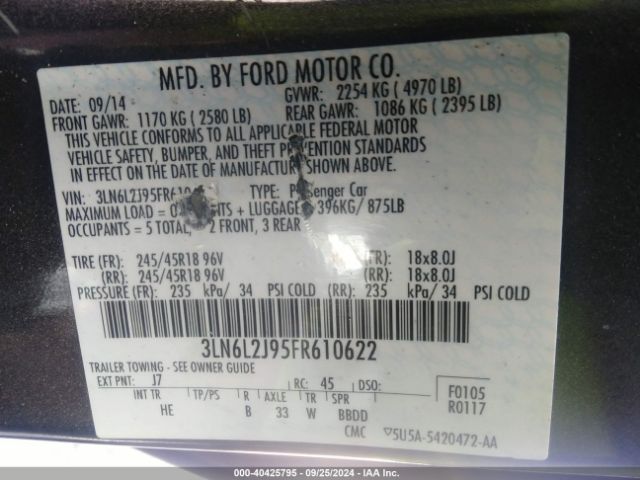 MFD. BY FORD MOTOR CO.
DATE: 09/14 GVWR: 2254 KG ( 4970 LB)
FRONT GAWR: 1170 KG ( 2580 LB) REAR GAWR: 1086 KG ( 2395 LB)
THIS VEHICLE CONFORMS TO ALL APPLICABLE FEDERAL MOTOR
VEHICLE SAFETY, BUMPER, AND THEFT PREVENTION STANDARDS
IN EFFECT ON THE DATE OF MANUFACTURE SHOWN ABOVE.
VIN: 3LN6L2J95FR610 TYPE: Passenger Car
MAXIMUM LOAD = + LUGGAGE 396KG/ 875LB
OCCUPANTS = 5 TOTAL, 2 FRONT, 3 REAR
TIRE (FR): 245/45R18 96V (FR): 18x8.0J
(RR): 245/45R18 96V (RR): 18x8.0J
PRESSURE (FR): 235 kPa/ 34 PSI COLD (RR): 235 kPa/ 34 PSI COLD
3LN6L2J95FR610622
TRAILER TOWING - SEE OWNER GUIDE
EXT PNT: J7 RC: 45 DSO: F0105
INT TR TP/PS R AXLE TR SPR R0117
HE B 33 W BBDD
CMC ▽5U5A-5420472-AA
000-40425795 - 09/25/2024 - IAA Inc.